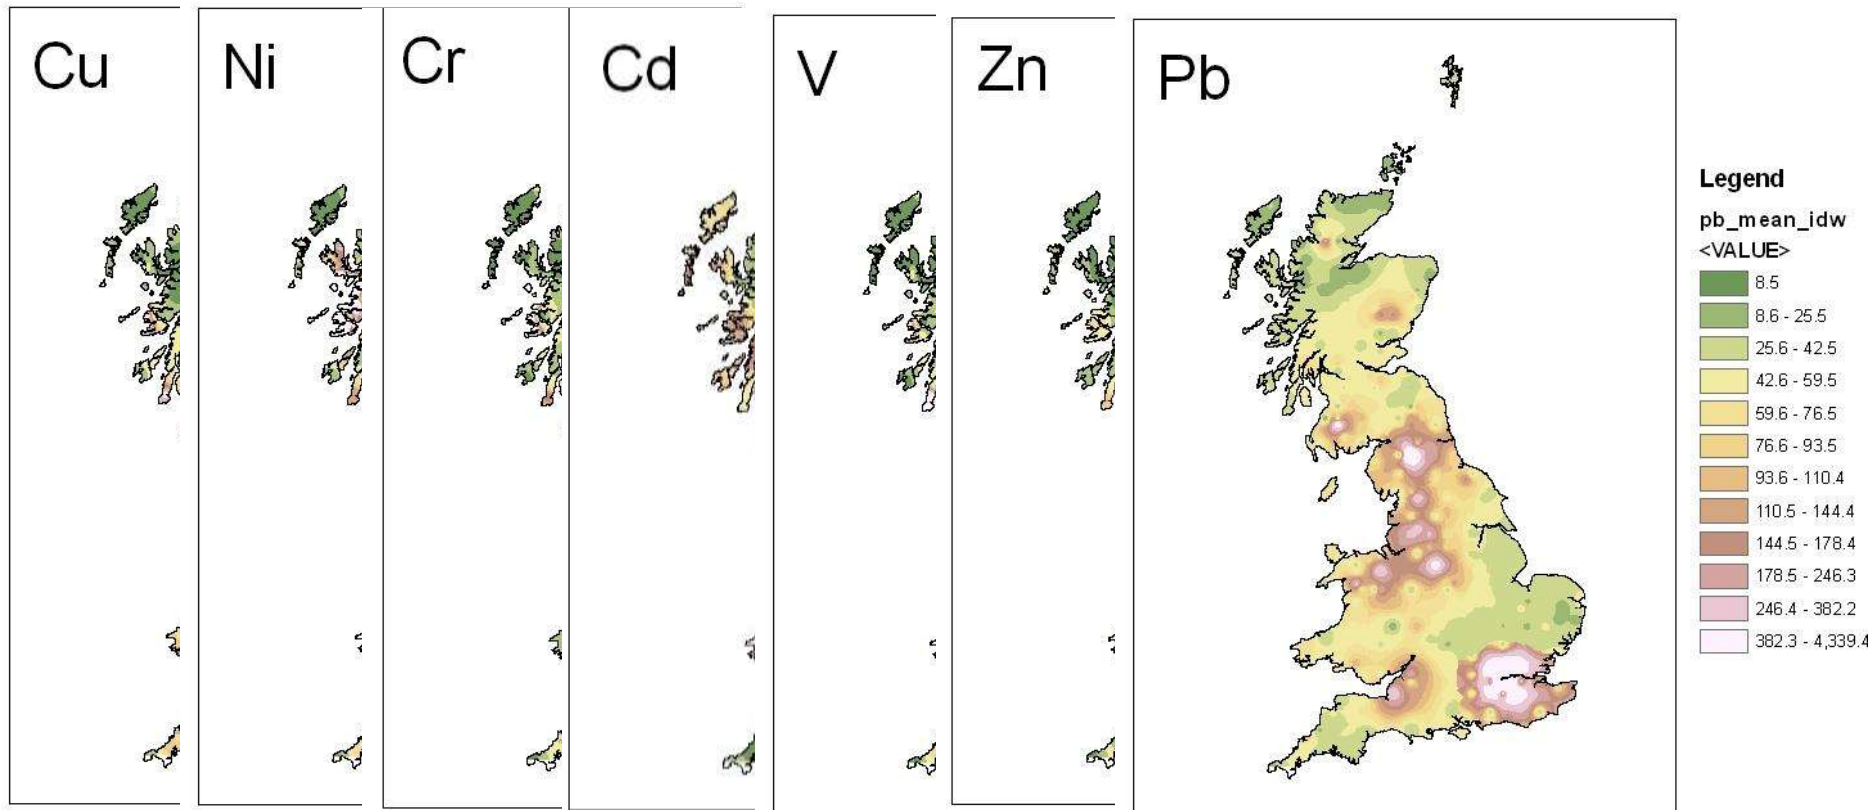 Cu
Ni
Cr
Cd
V
Zn
Pb
Legend
pb_mean_idw
<VALUE>
8.5
8.6 - 25.5
25.6 - 42.5
42.6 - 59.5
59.6 - 76.5
76.6 - 93.5
93.6 - 110.4
110.5 - 144.4
144.5 - 178.4
178.5 - 246.3
246.4 - 382.2
382.3 - 4,339.4